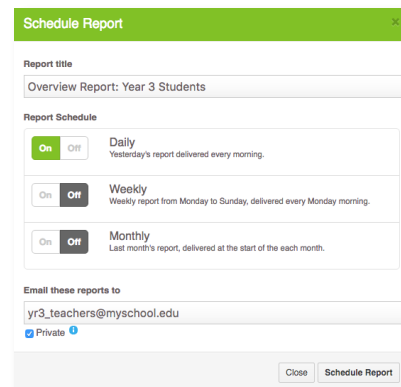 Schedule Report ×
Report title
Overview Report: Year 3 Students
Report Schedule
On Off Daily
Yesterday's report delivered every morning.
On Off Weekly
Weekly report from Monday to Sunday, delivered every Monday morning.
On Off Monthly
Last month's report, delivered at the start of the each month.
Email these reports to
yr3_teachers@myschool.edu
Private i
Close Schedule Report